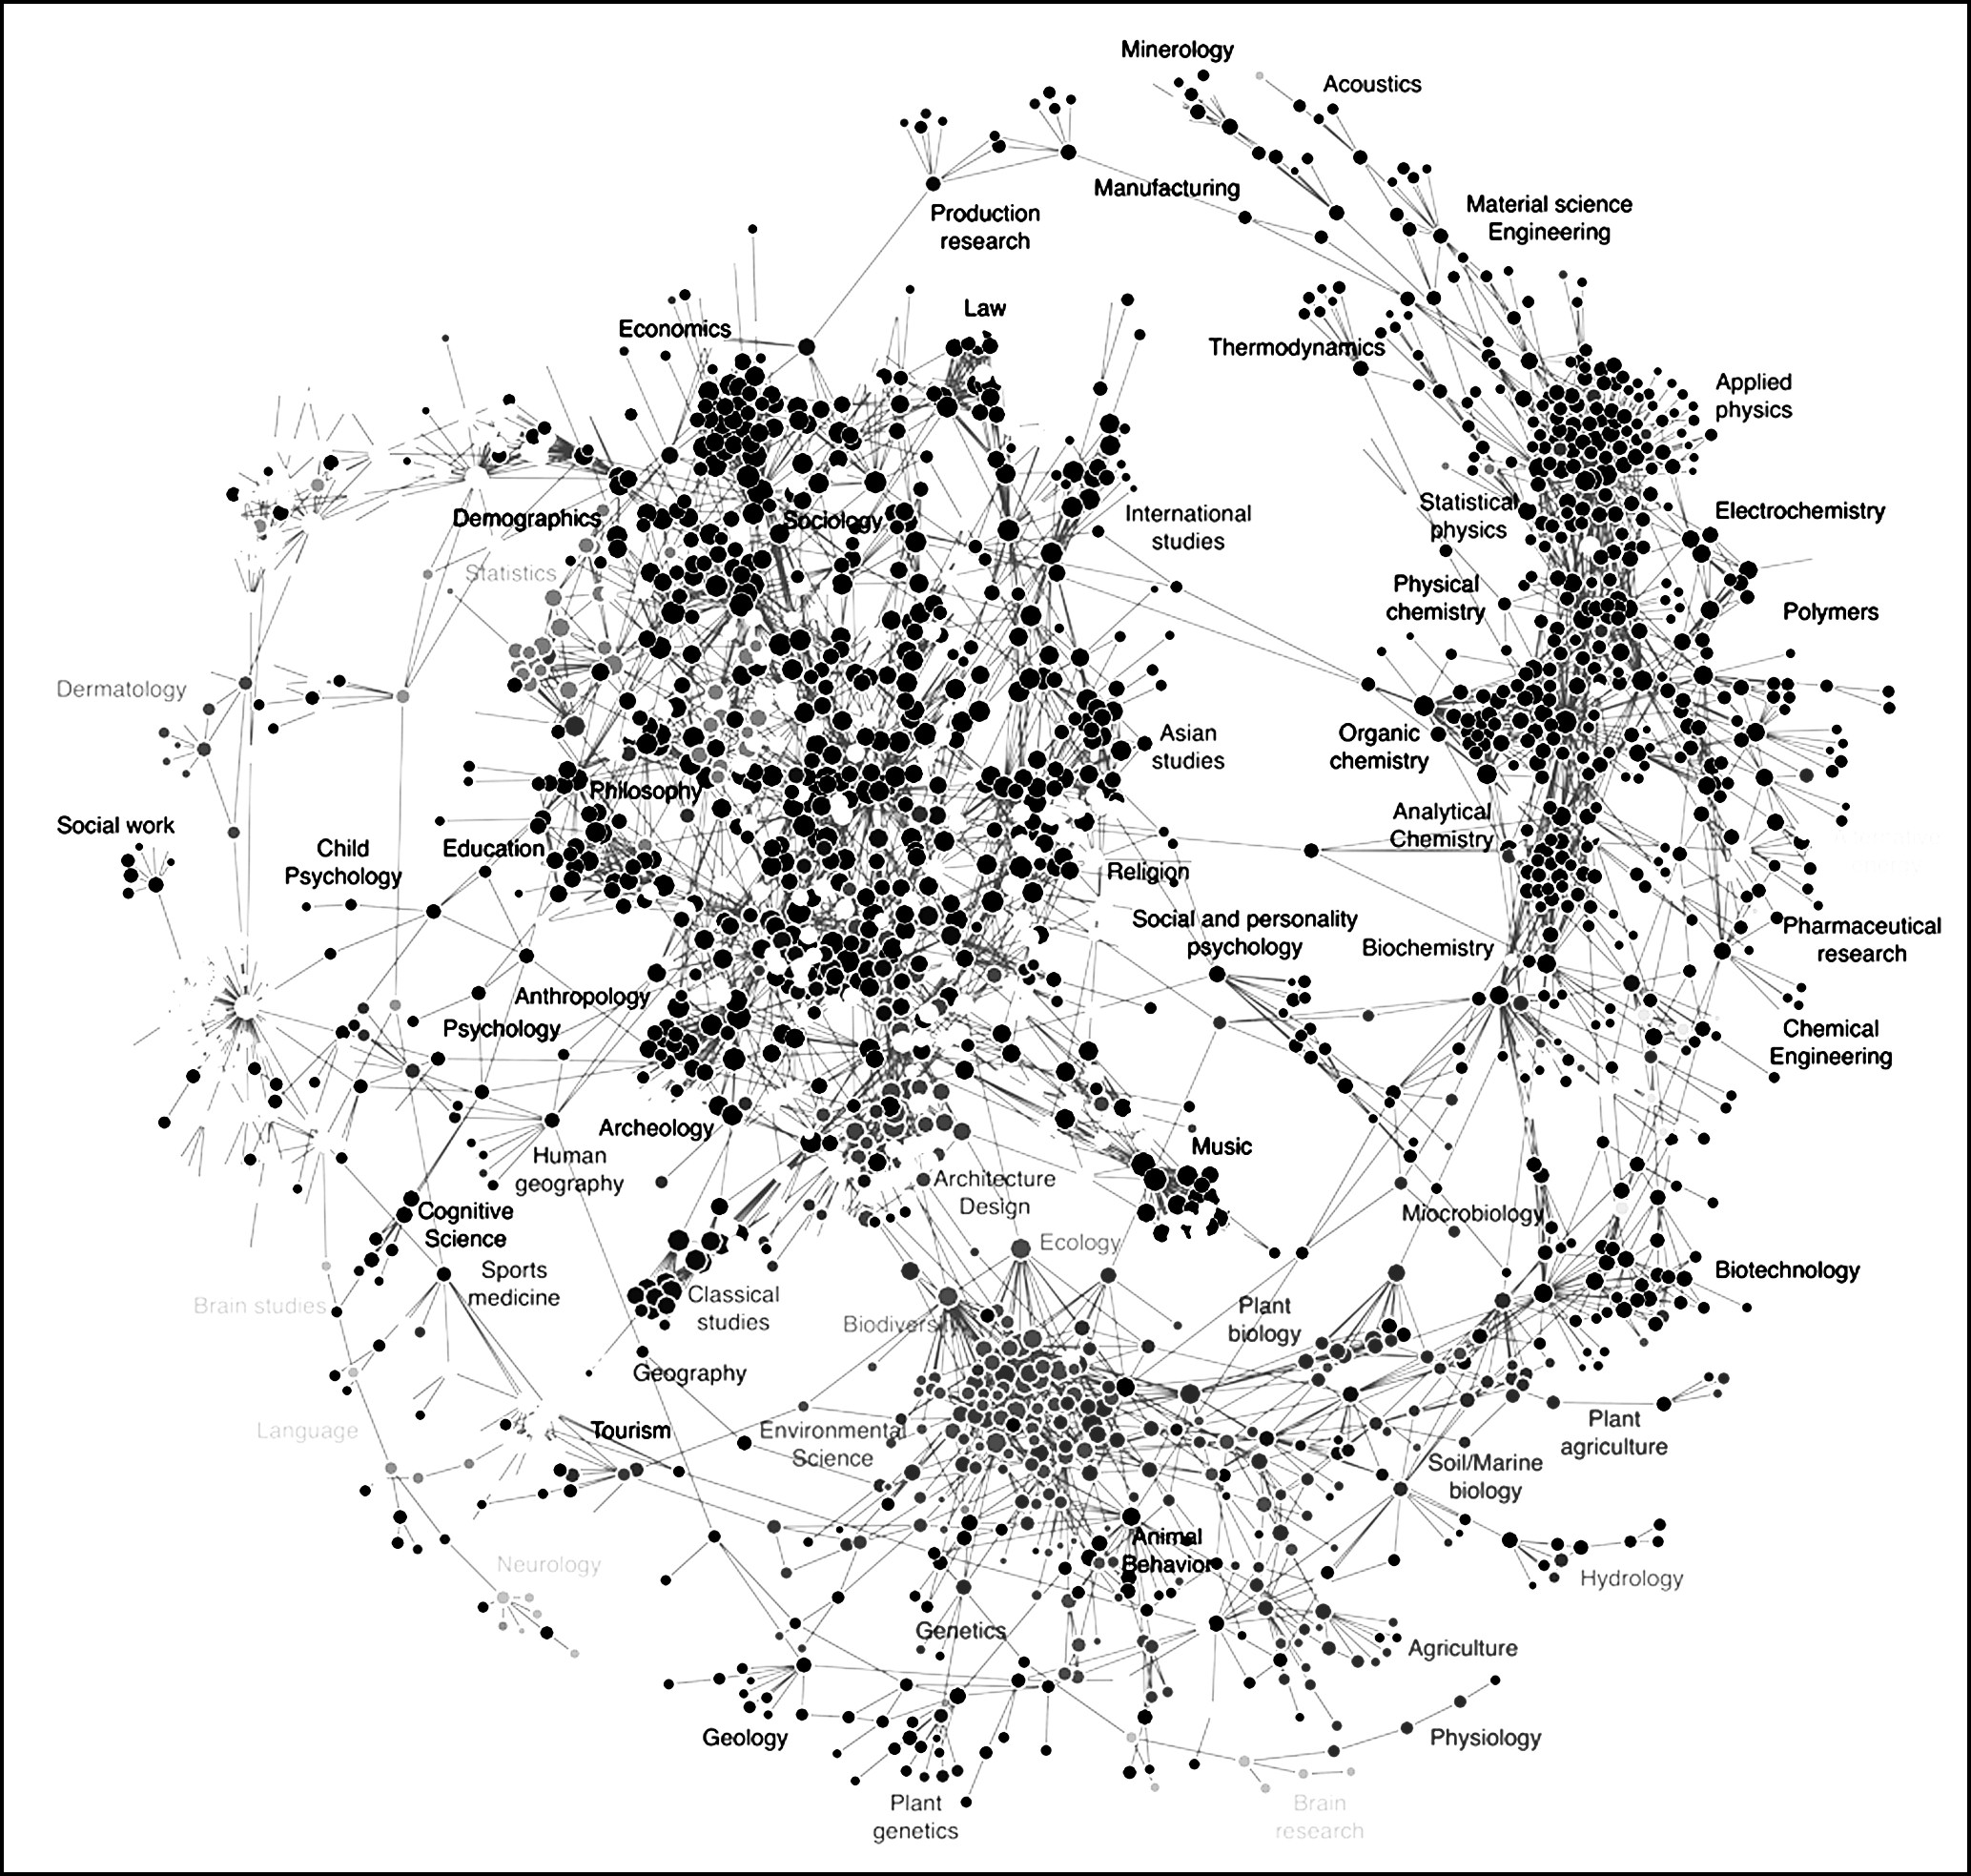 Minerology
Acoustics
Manufacturing
Production
research
Material science
Engineering
Law
Economics
Thermodynamics
Applied
physics
Demographics
Sociology
International
studies
Statistical
physics
Electrochemistry
Statistics
Physical
chemistry
Polymers
Dermatology
Asian
studies
Organic
chemistry
Philosophy
Social work
Child
Psychology
Education
Analytical
Chemistry
Religion
Social and personality
psychology
Biochemistry
Pharmaceutical
research
Anthropology
Psychology
Chemical
Engineering
Archeology
Music
Human
geography
Architecture
Design
Cognitive
Science
Miocrobiology
Ecology
Sports
medicine
Biotechnology
Brain studies
Classical
studies
Biodiversi
Plant
biology
Geography
Language
Tourism
Environmental
Science
Plant
agriculture
Soil/Marine
biology
Neurology
Animal
Behavior
Hydrology
Genetics
Agriculture
Geology
Physiology
Plant
genetics
Brain
research